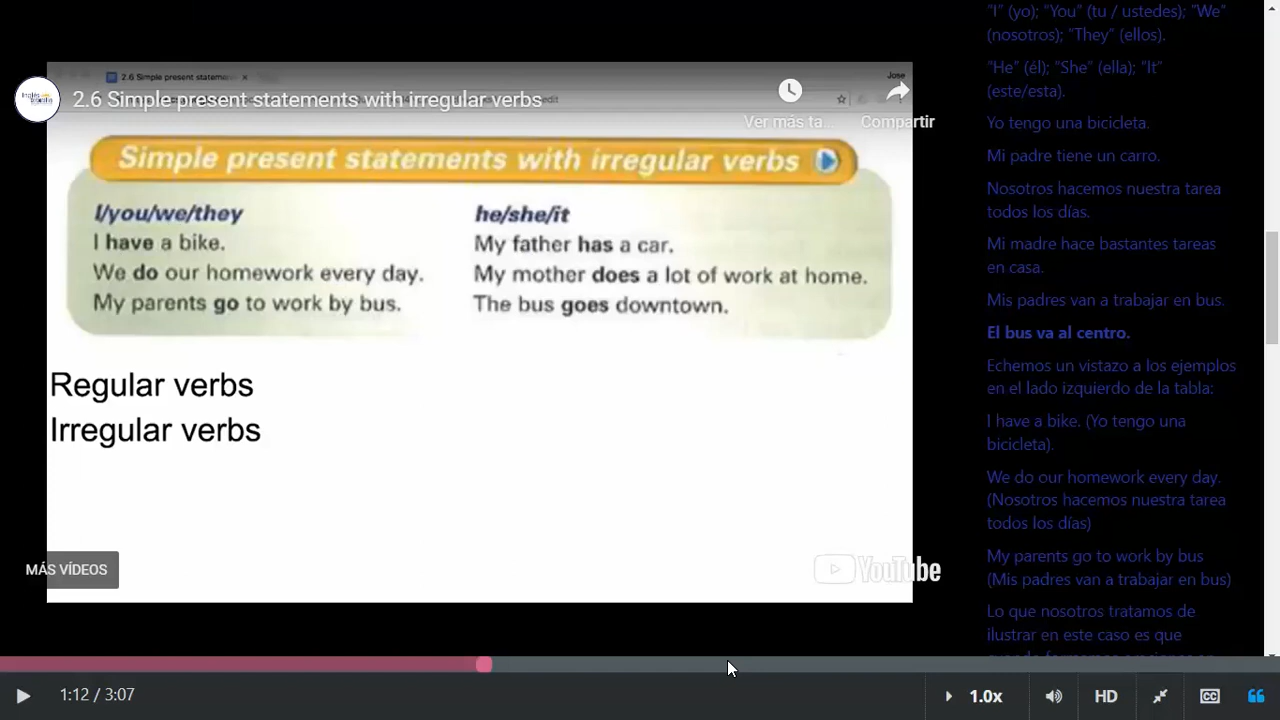 2.6 Simple present statemen
Jose
2.6 Simple present statements with irregular verbs
edit
Ver más ta...
Compartir
Simple present statements with irregular verbs
I/you/we/they
I have a bike.
We do our homework every day.
My parents go to work by bus.
he/she/it
My father has a car.
My mother does a lot of work at home.
The bus goes downtown.
Regular verbs
Irregular verbs
MÁS VÍDEOS
YouTube
"I" (yo); "You" (tu / ustedes); "We"
(nosotros); "They" (ellos).
"He" (él); "She" (ella); "It"
(este/esta).
Yo tengo una bicicleta.
Mi padre tiene un carro.
Nosotros hacemos nuestra tarea
todos los días.
Mi madre hace bastantes tareas
en casa.
Mis padres van a trabajar en bus.
El bus va al centro.
Echemos un vistazo a los ejemplos
en el lado izquierdo de la tabla:
I have a bike. (Yo tengo una
bicicleta).
We do our homework every day.
(Nosotros hacemos nuestra tarea
todos los días)
My parents go to work by bus
(Mis padres van a trabajar en bus)
Lo que nosotros tratamos de
ilustrar en este caso es que
1:12 / 3:07
1.0x
HD
CC